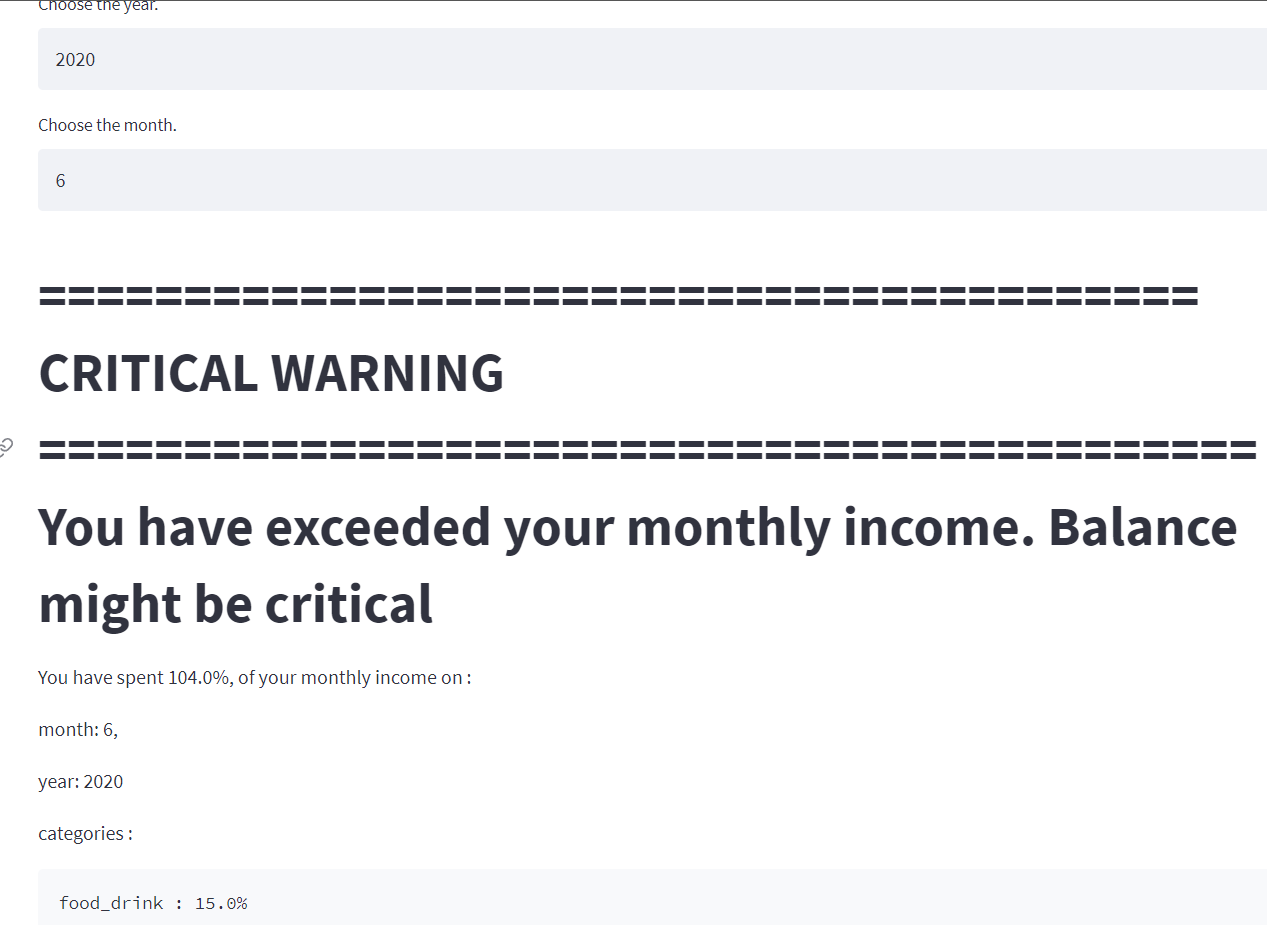 Choose the year.
2020
Choose the month.
6
========================================
CRITICAL WARNING
==========================================
You have exceeded your monthly income. Balance
might be critical
You have spent 104.0%, of your monthly income on :
month: 6,
year: 2020
categories :
food_drink : 15.0%